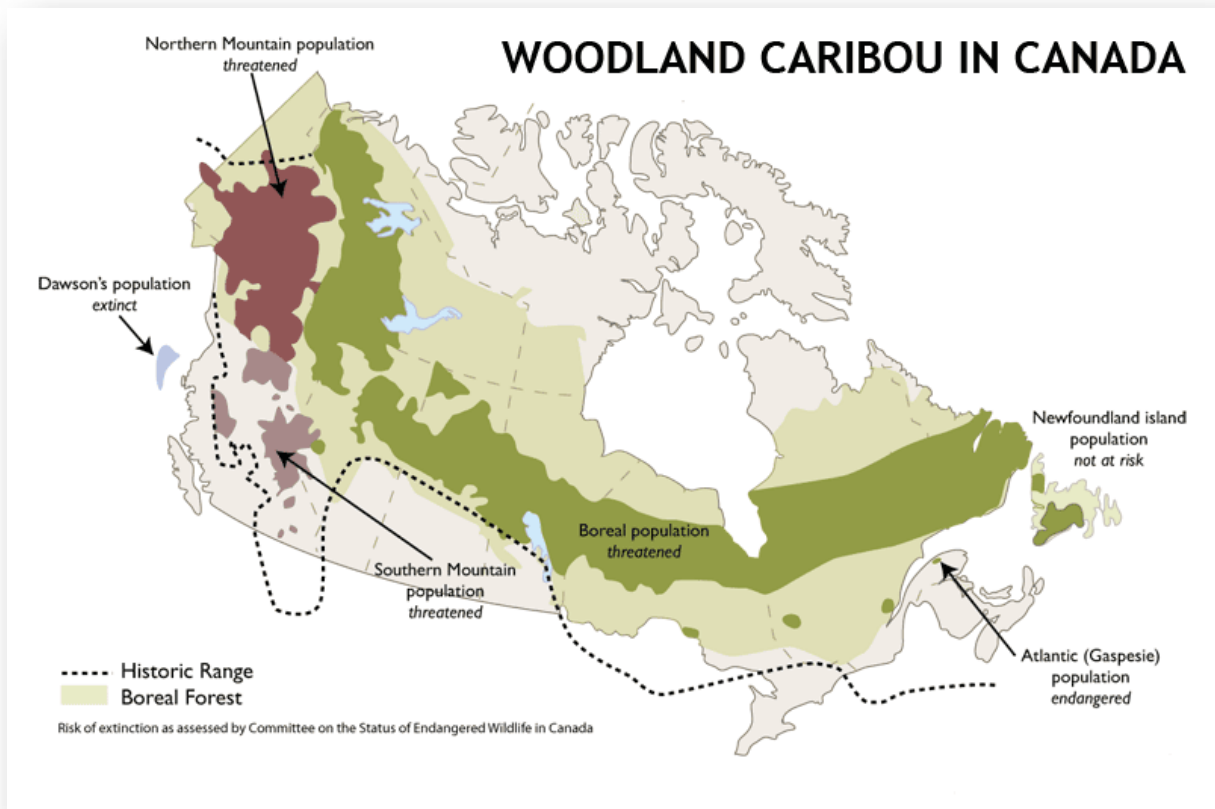 WOODLAND CARIBOU IN CANADA
Northern Mountain population
threatened
Dawson's population
extinct
Newfoundland island
population
not at risk
Boreal population
threatened
Southern Mountain
population
threatened
Atlantic (Gaspesie)
population
endangered
Historic Range
Boreal Forest
Risk of extinction as assessed by Committee on the Status of Endangered Wildlife in Canada